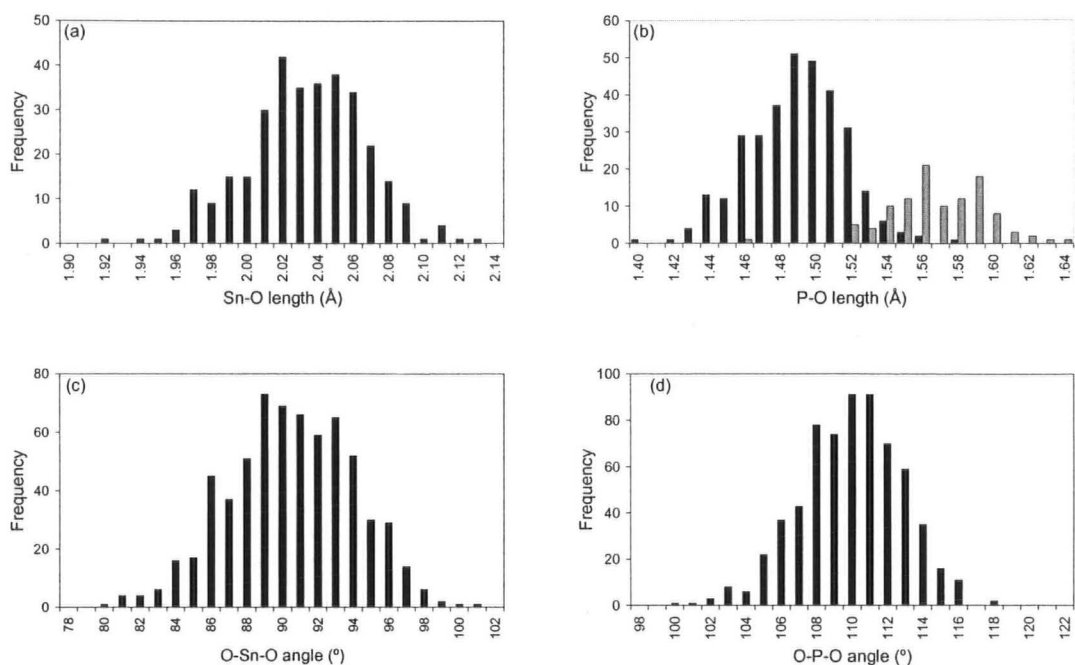 (a)
50
40
30
20
10
0
Frequency
1.90 1.92 1.94 1.96 1.98 2.00 2.02 2.04 2.06 2.08 2.10 2.12 2.14
Sn-O length (Å)
(b)
60
50
40
30
20
10
0
Frequency
1.40 1.42 1.44 1.46 1.48 1.50 1.52 1.54 1.56 1.58 1.60 1.62 1.64
P-O length (Å)
(c)
80
60
40
20
0
Frequency
78 80 82 84 86 88 90 92 94 96 98 100 102
O-Sn-O angle (º)
(d)
100
80
60
40
20
0
Frequency
98 100 102 104 106 108 110 112 114 116 118 120 122
O-P-O angle (º)